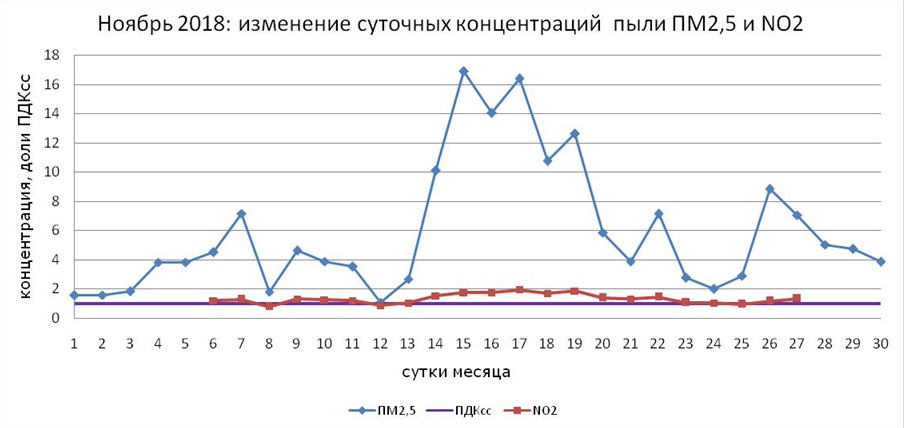 Ноябрь 2018: изменение суточных концентраций пыли ПМ2,5 и NO2
концентрация, доли ПДКсс
18
16
14
12
10
8
6
4
2
0
1 2 3 4 5 6 7 8 9 10 11 12 13 14 15 16 17 18 19 20 21 22 23 24 25 26 27 28 29 30
сутки месяца
ПМ2,5 ПДКсс NO2